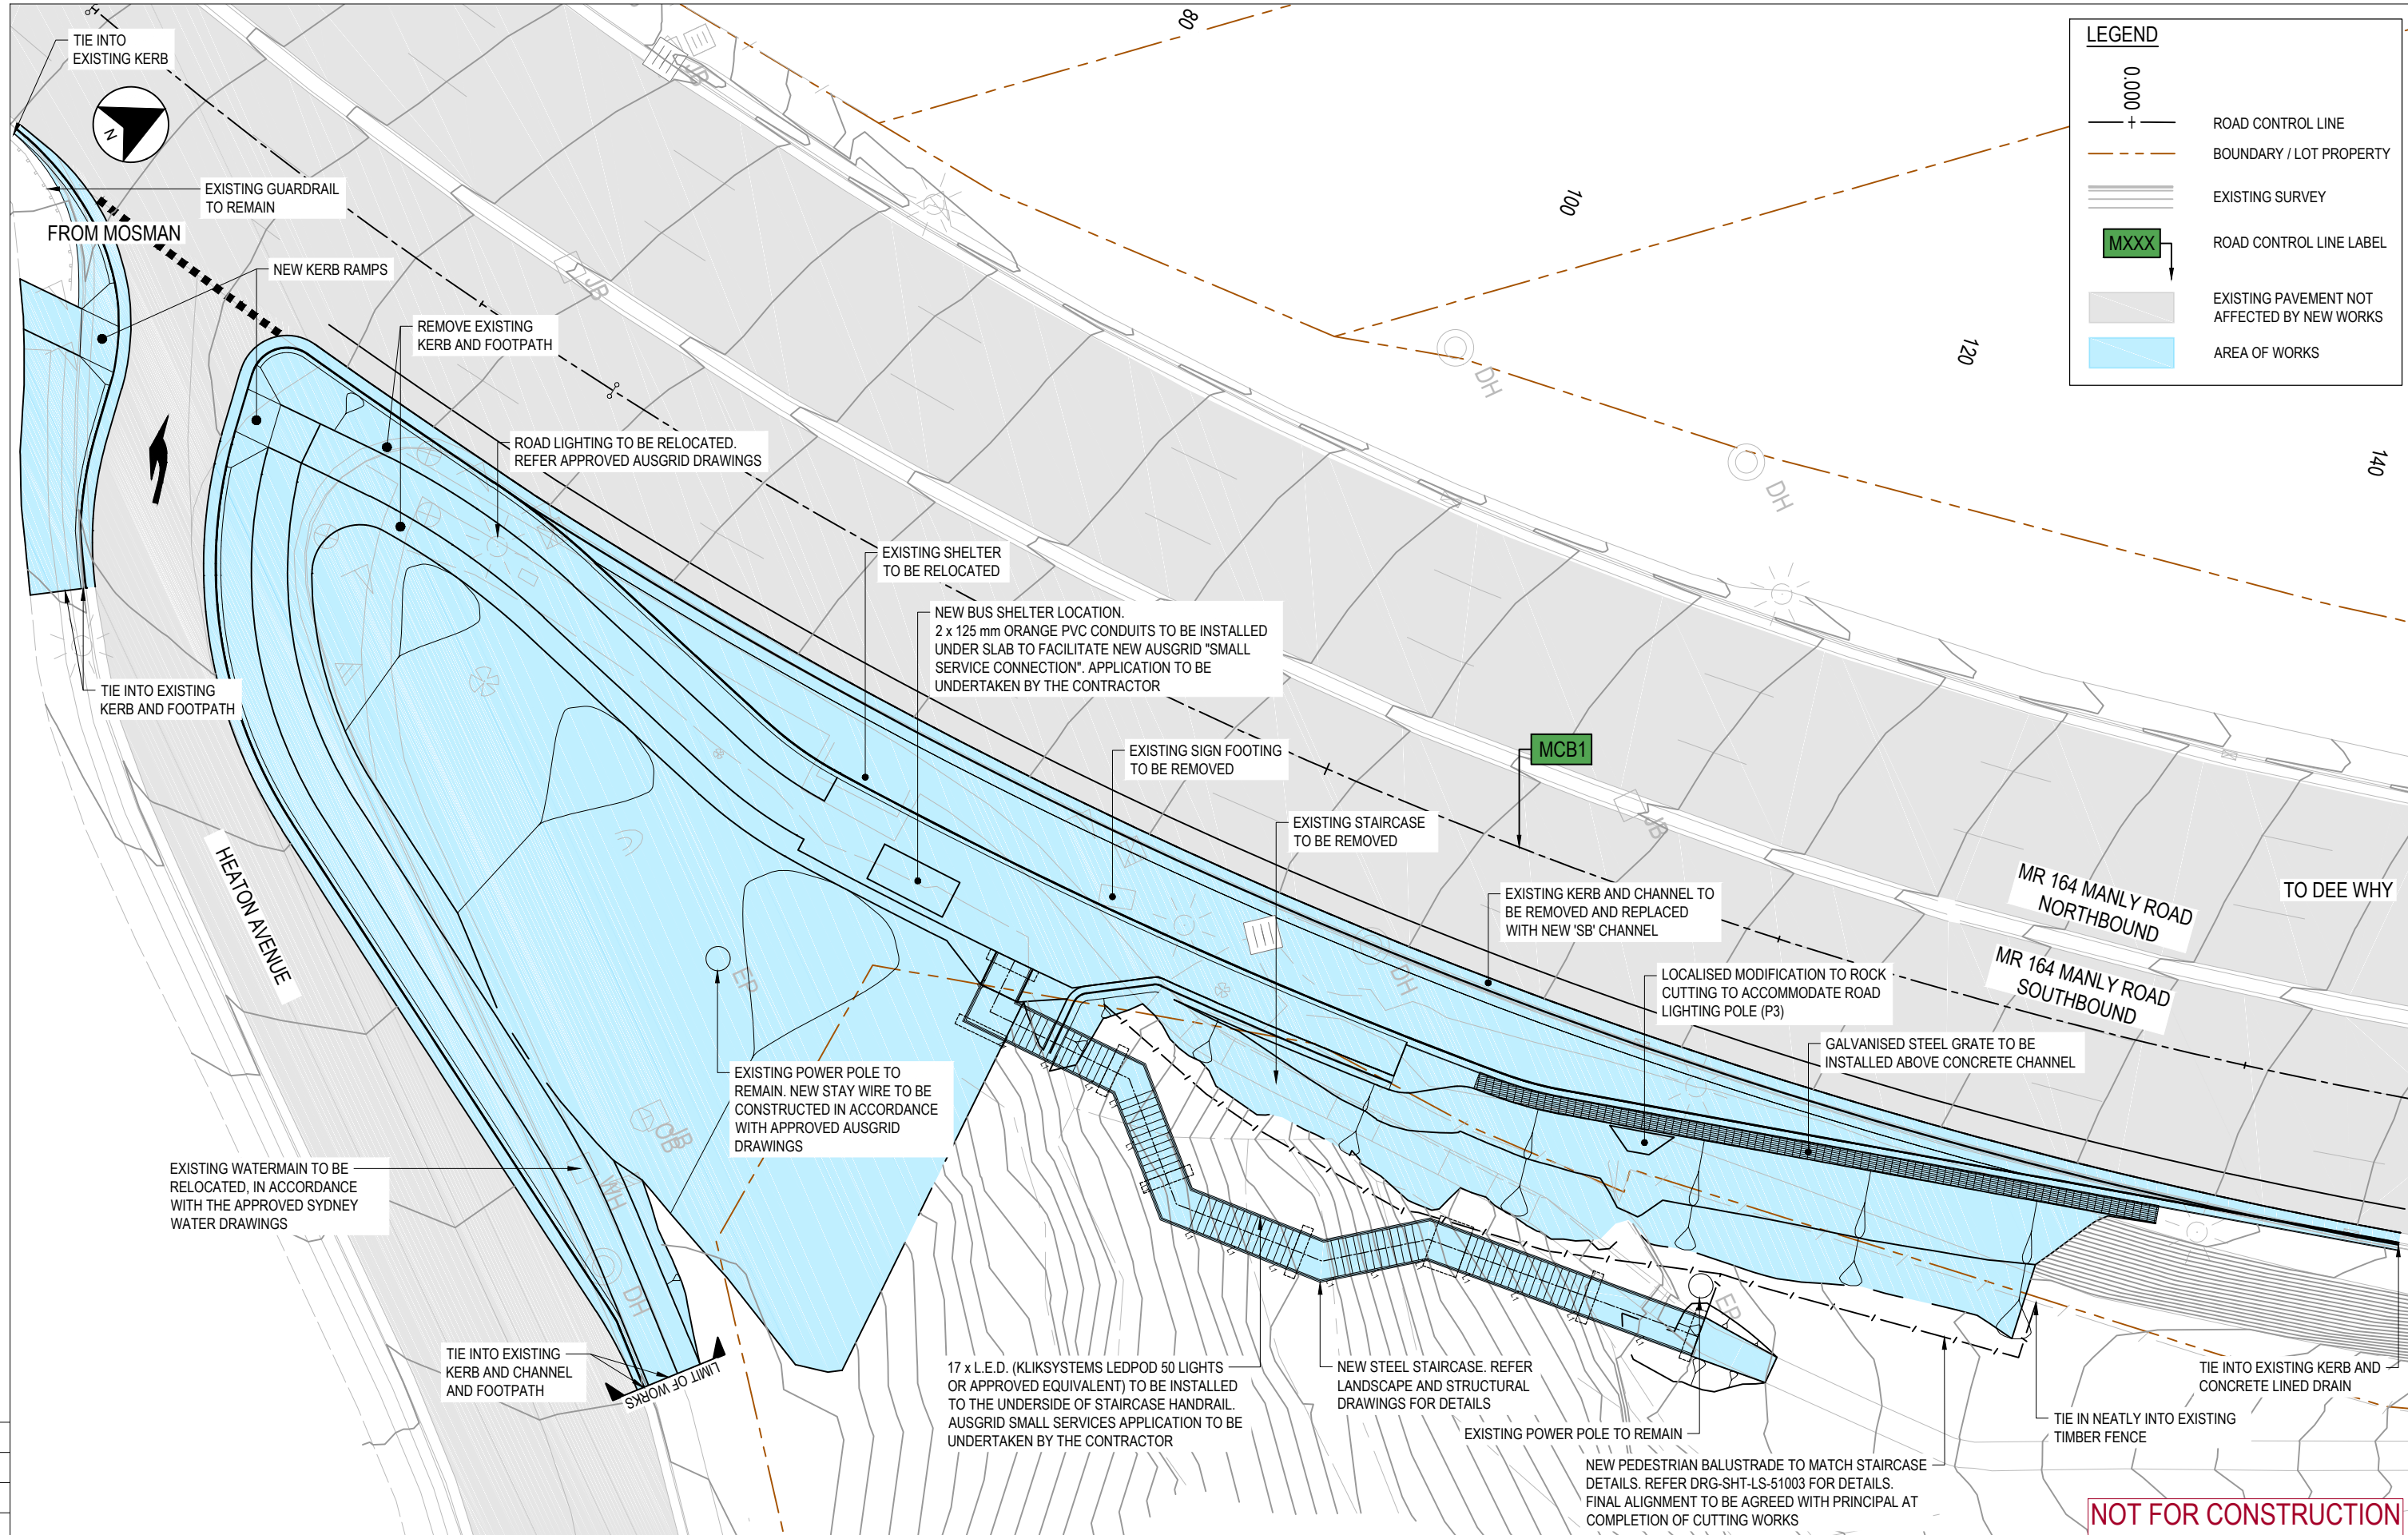 TIE INTO
EXISTING KERB
N
EXISTING GUARDRAIL
TO REMAIN
FROM MOSMAN
NEW KERB RAMPS
REMOVE EXISTING
KERB AND FOOTPATH
ROAD LIGHTING TO BE RELOCATED.
REFER APPROVED AUSGRID DRAWINGS
EXISTING SHELTER
TO BE RELOCATED
NEW BUS SHELTER LOCATION.
2 x 125 mm ORANGE PVC CONDUITS TO BE INSTALLED
UNDER SLAB TO FACILITATE NEW AUSGRID "SMALL
SERVICE CONNECTION". APPLICATION TO BE
UNDERTAKEN BY THE CONTRACTOR
TIE INTO EXISTING
KERB AND FOOTPATH
EXISTING SIGN FOOTING
TO BE REMOVED
MCB1
EXISTING STAIRCASE
TO BE REMOVED
HEATON AVENUE
EXISTING KERB AND CHANNEL TO
BE REMOVED AND REPLACED
WITH NEW 'SB' CHANNEL
MR 164 MANLY ROAD
NORTHBOUND
TO DEE WHY
MR 164 MANLY ROAD
SOUTHBOUND
LOCALISED MODIFICATION TO ROCK
CUTTING TO ACCOMMODATE ROAD
LIGHTING POLE (P3)
GALVANISED STEEL GRATE TO BE
INSTALLED ABOVE CONCRETE CHANNEL
EXISTING POWER POLE TO
REMAIN. NEW STAY WIRE TO BE
CONSTRUCTED IN ACCORDANCE
WITH APPROVED AUSGRID
DRAWINGS
EXISTING WATERMAIN TO BE
RELOCATED, IN ACCORDANCE
WITH THE APPROVED SYDNEY
WATER DRAWINGS
TIE INTO EXISTING
KERB AND CHANNEL
AND FOOTPATH
LIMIT OF WORKS
17 x L.E.D. (KLIKSYSTEMS LEDPOD 50 LIGHTS
OR APPROVED EQUIVALENT) TO BE INSTALLED
TO THE UNDERSIDE OF STAIRCASE HANDRAIL.
AUSGRID SMALL SERVICES APPLICATION TO BE
UNDERTAKEN BY THE CONTRACTOR
NEW STEEL STAIRCASE. REFER
LANDSCAPE AND STRUCTURAL
DRAWINGS FOR DETAILS
EXISTING POWER POLE TO REMAIN
NEW PEDESTRIAN BALUSTRADE TO MATCH STAIRCASE
DETAILS. REFER DRG-SHT-LS-51003 FOR DETAILS.
FINAL ALIGNMENT TO BE AGREED WITH PRINCIPAL AT
COMPLETION OF CUTTING WORKS
TIE INTO EXISTING KERB AND
CONCRETE LINED DRAIN
TIE IN NEATLY INTO EXISTING
TIMBER FENCE
80
100
120
140
JB
JB
JB
DH
DH
DH
EP
JB
WH
DH
EP
LEGEND
0.000
ROAD CONTROL LINE
BOUNDARY / LOT PROPERTY
EXISTING SURVEY
MXXX
ROAD CONTROL LINE LABEL
EXISTING PAVEMENT NOT
AFFECTED BY NEW WORKS
AREA OF WORKS
NOT FOR CONSTRUCTION